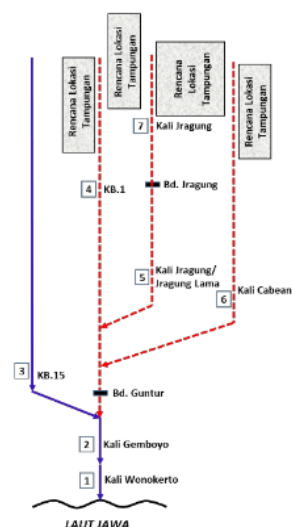 Rencana Lokasi
Tampungan
Rencana Lokasi
Tampungan
Rencana Lokasi
Tampungan
Rencana Lokasi
Tampungan
7 Kali Jragung
4 KB.1
Bd. Jragung
5 Kali Jragung/
Jragung Lama
6 Kali Cabean
3 KB.15
Bd. Guntur
2 Kali Gemboyo
1 Kali Wonokerto
LAUT JAWA